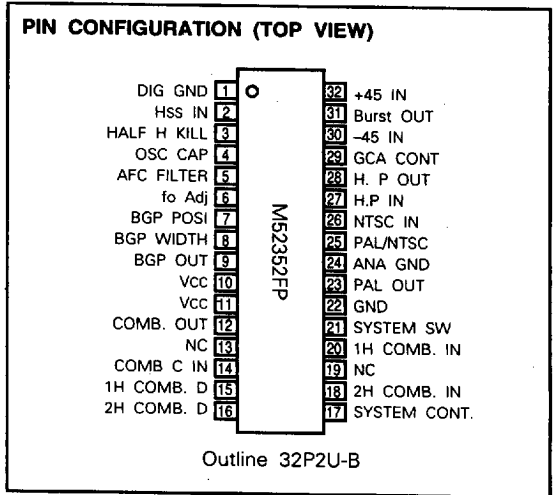 PIN CONFIGURATION (TOP VIEW)
DIG GND 1
Hss IN 2
HALF H KILL 3
OSC CAP 4
AFC FILTER 5
fo Adj 6
BGP POSI 7
BGP WIDTH 8
BGP OUT 9
Vcc 10
Vcc 11
COMB. OUT 12
NC 13
COMB C IN 14
1H COMB. D 15
2H COMB. D 16
M52352FP
32 +45 IN
31 Burst OUT
30 –45 IN
29 GCA CONT
28 H. P OUT
27 H.P IN
26 NTSC IN
25 PAL/NTSC
24 ANA GND
23 PAL OUT
22 GND
21 SYSTEM SW
20 1H COMB. IN
19 NC
18 2H COMB. IN
17 SYSTEM CONT.
Outline 32P2U-B